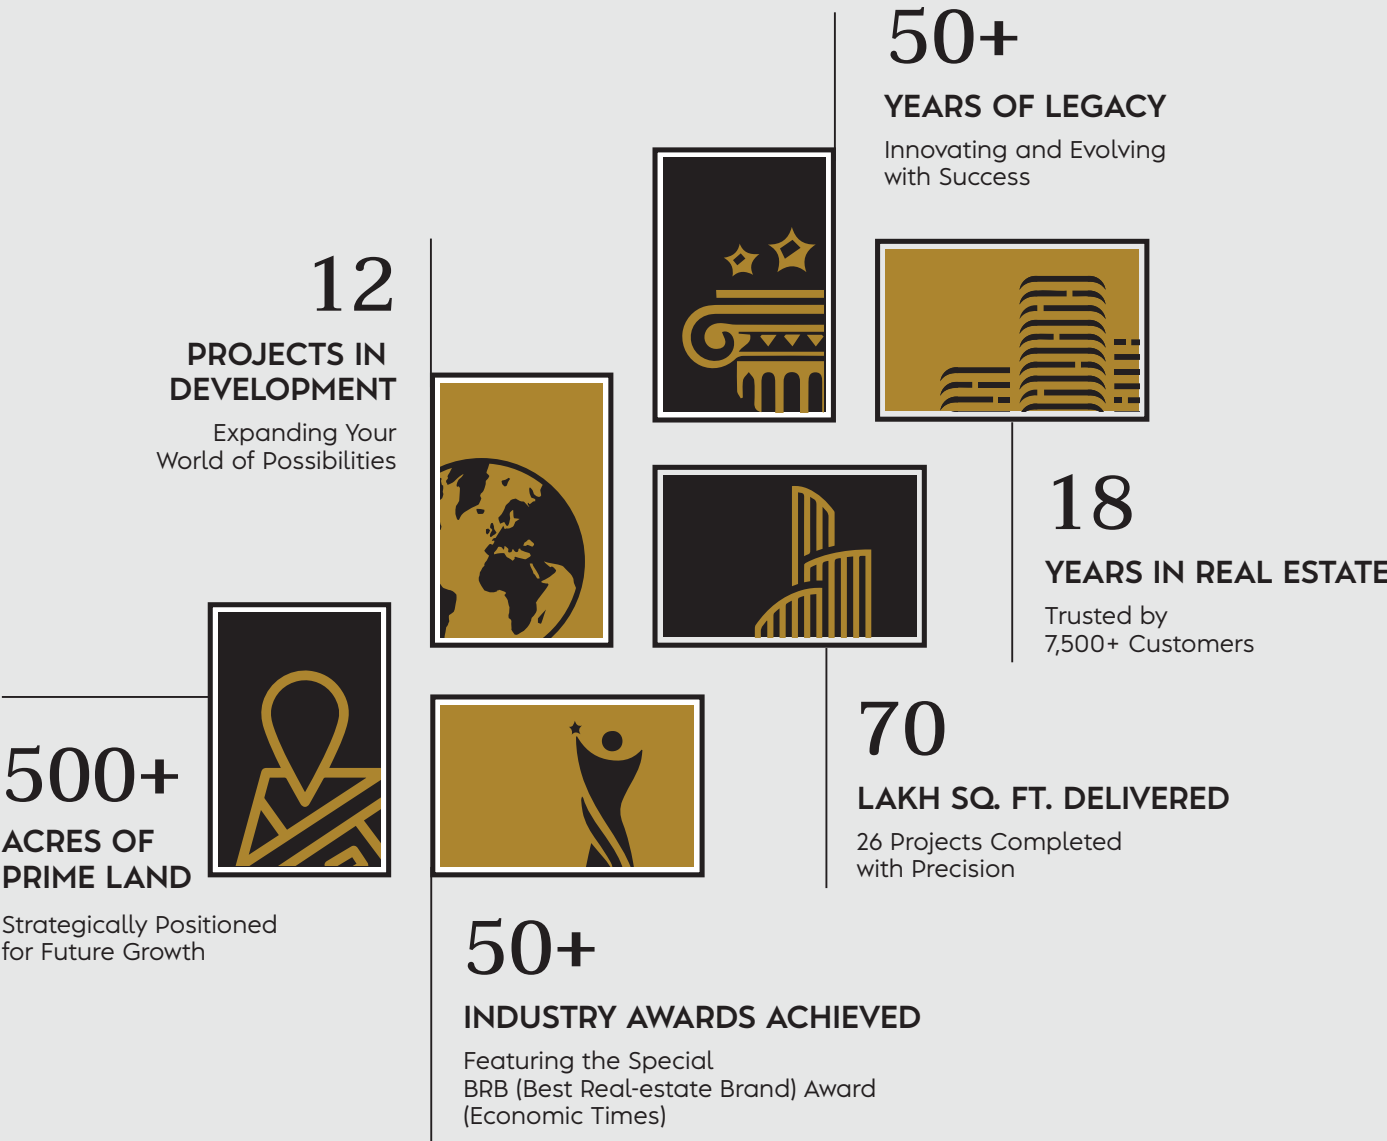 50+
YEARS OF LEGACY
Innovating and Evolving
with Success
12
PROJECTS IN
DEVELOPMENT
Expanding Your
World of Possibilities
18
YEARS IN REAL ESTATE
Trusted by
7,500+ Customers
70
LAKH SQ. FT. DELIVERED
26 Projects Completed
with Precision
500+
ACRES OF
PRIME LAND
Strategically Positioned
for Future Growth
50+
INDUSTRY AWARDS ACHIEVED
Featuring the Special
BRB (Best Real-estate Brand) Award
(Economic Times)